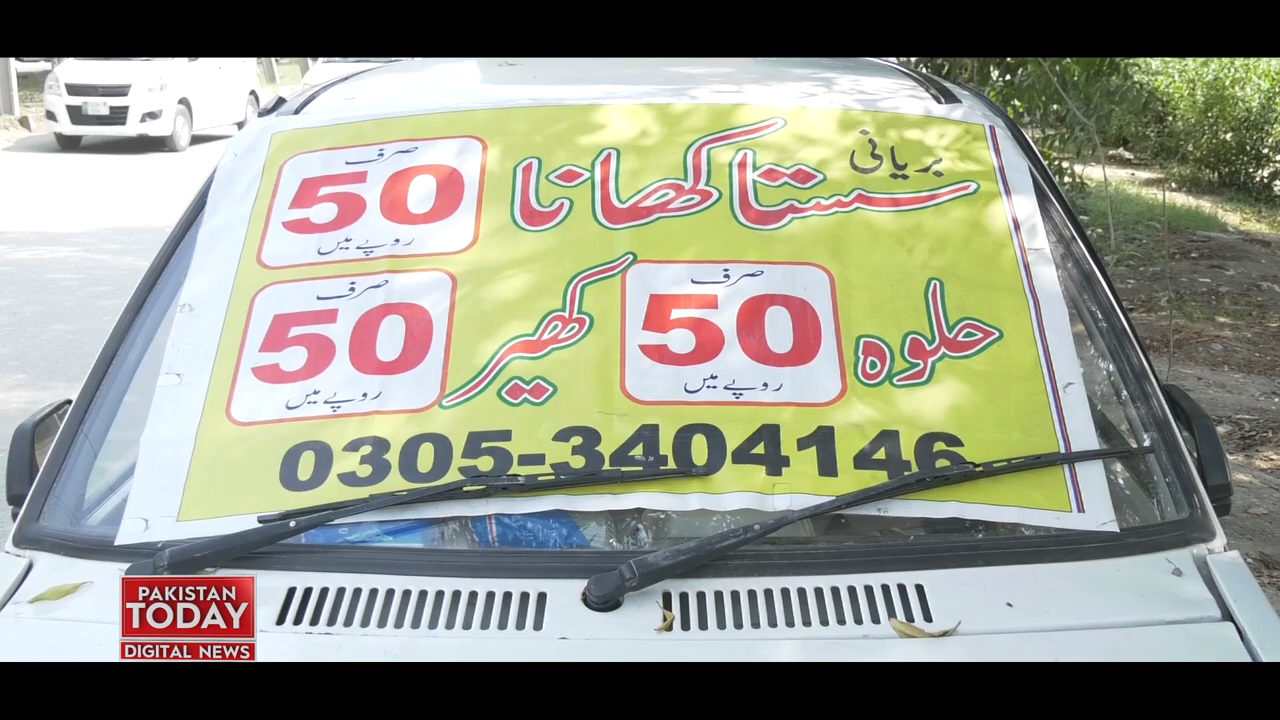 بریانی
سستا کھانا صرف 50 روپے میں
حلوہ صرف 50 روپے میں
کھیر صرف 50 روپے میں
0305-3404146
PAKISTAN
TODAY
DIGITAL NEWS